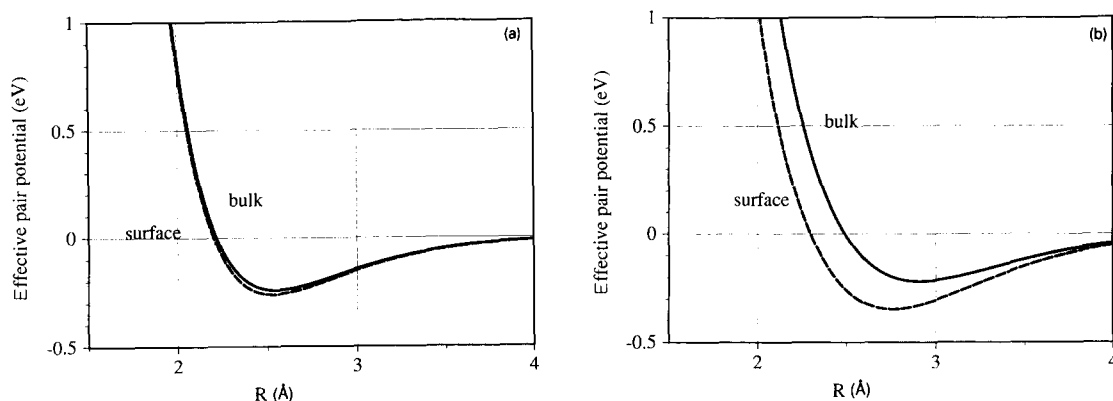 1
(a)
0.5
bulk
surface
0
-0.5
2
3
4
R (Å)
Effective pair potential (eV)
1
(b)
0.5
bulk
surface
0
-0.5
2
3
4
R (Å)
Effective pair potential (eV)